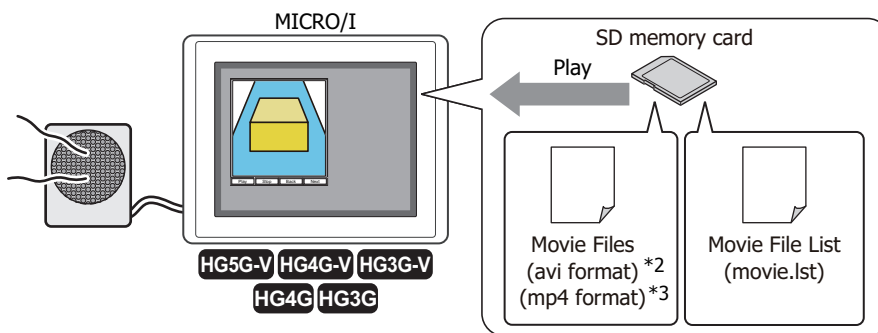 MICRO/I
SD memory card
Play
Play Stop Back Next
Movie Files
(avi format) *2
(mp4 format) *3
Movie File List
(movie.lst)
HG5G-V HG4G-V HG3G-V
HG4G HG3G